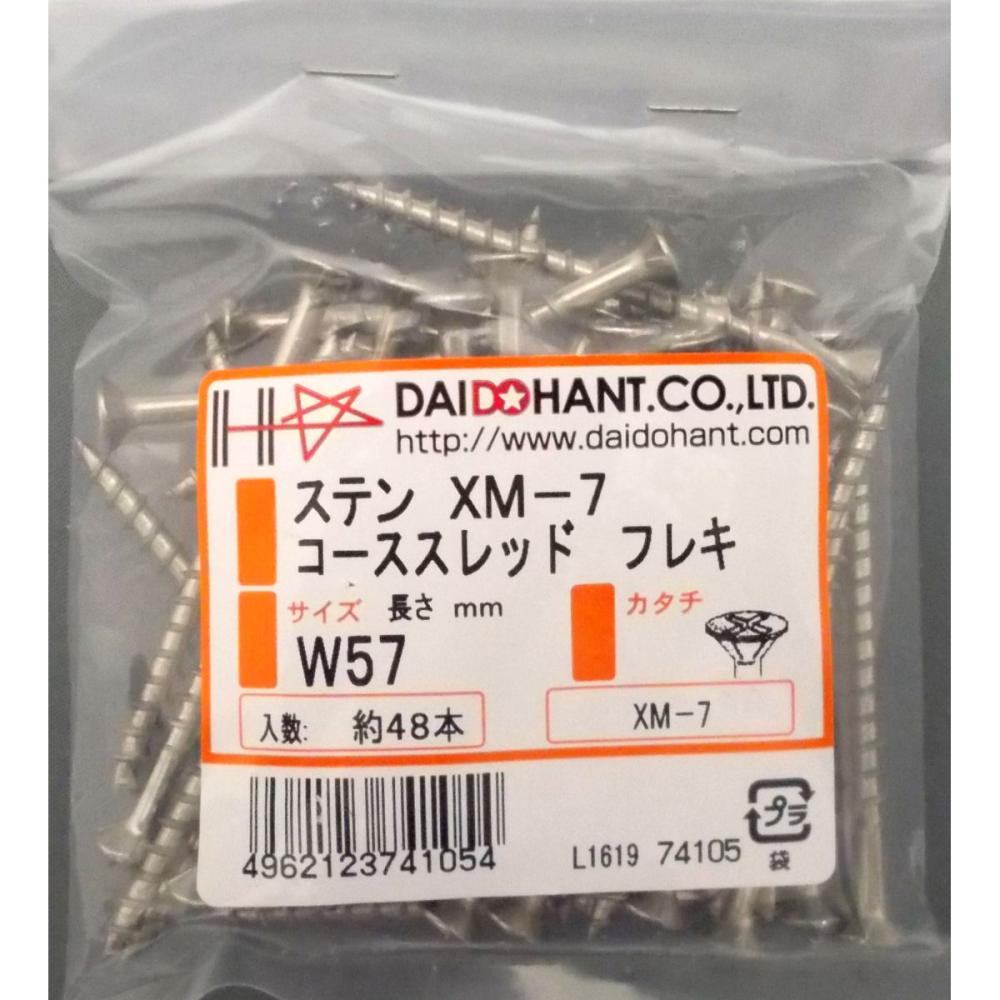 DAIDOHANT.CO.,LTD.
http://www.daidohant.com
ステン XM-7
コーススレッド フレキ
サイズ 長さ mm
カタチ
W57
入数: 約48本
XM-7
4962123741054
L1619 74105
プラ
袋